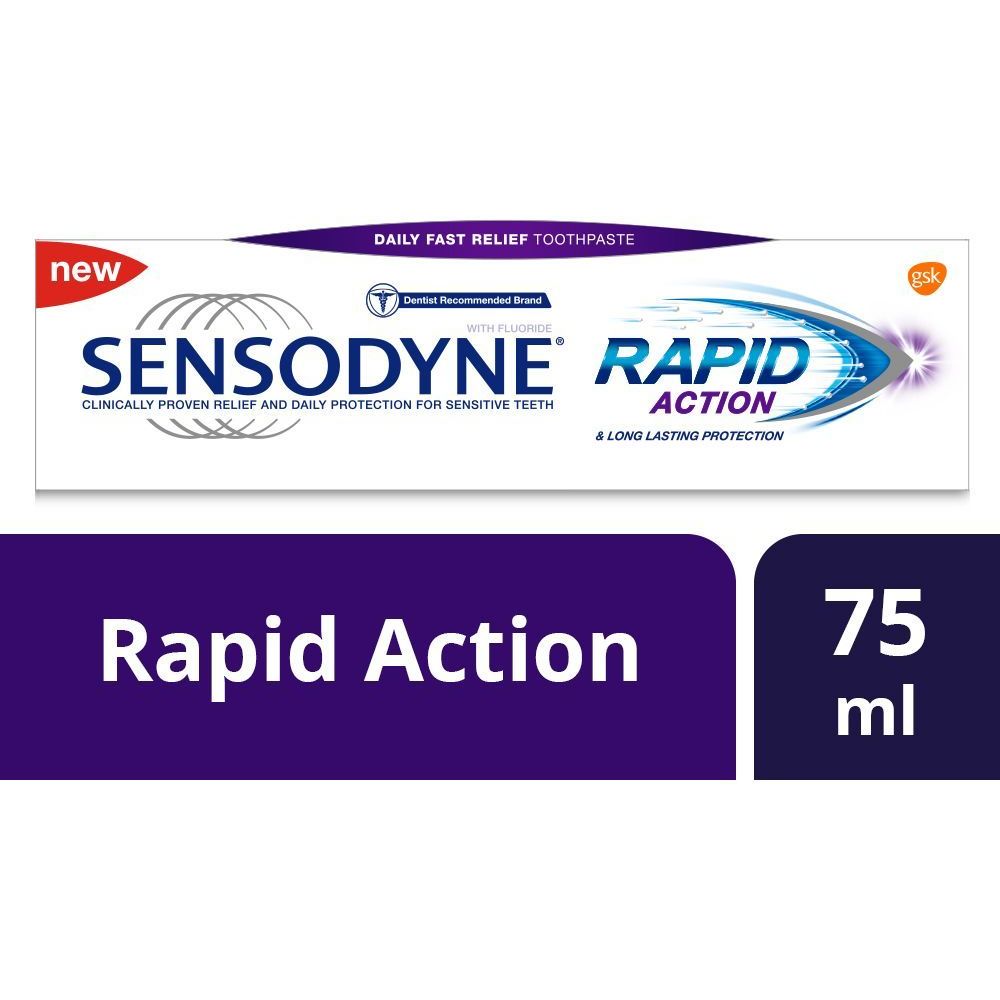 DAILY FAST RELIEF TOOTHPASTE
new
gsk
Dentist Recommended Brand
WITH FLUORIDE
SENSODYNE®
CLINICALLY PROVEN RELIEF AND DAILY PROTECTION FOR SENSITIVE TEETH
RAPID
ACTION
& LONG LASTING PROTECTION
Rapid Action
75
ml